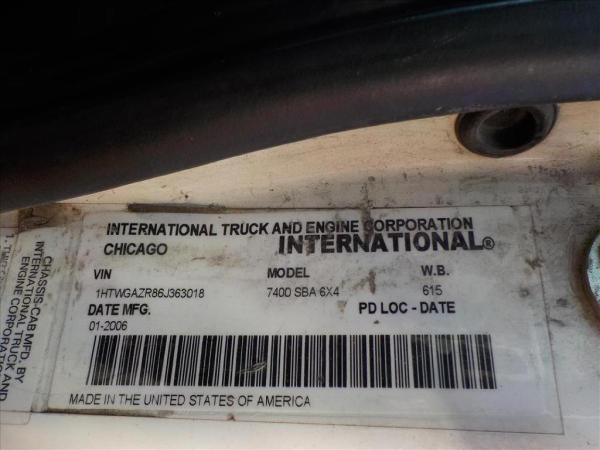 INTERNATIONAL TRUCK AND ENGINE CORPORATION
CHICAGO INTERNATIONAL®
VIN MODEL W.B.
1HTWGAZR86J363018 7400 SBA 6X4 615
DATE MFG. PD LOC - DATE
01-2006
MADE IN THE UNITED STATES OF AMERICA
CHASSIS-CAB MFD. BY
INTERNATIONAL TRUCK AND
ENGINE CORPORATION